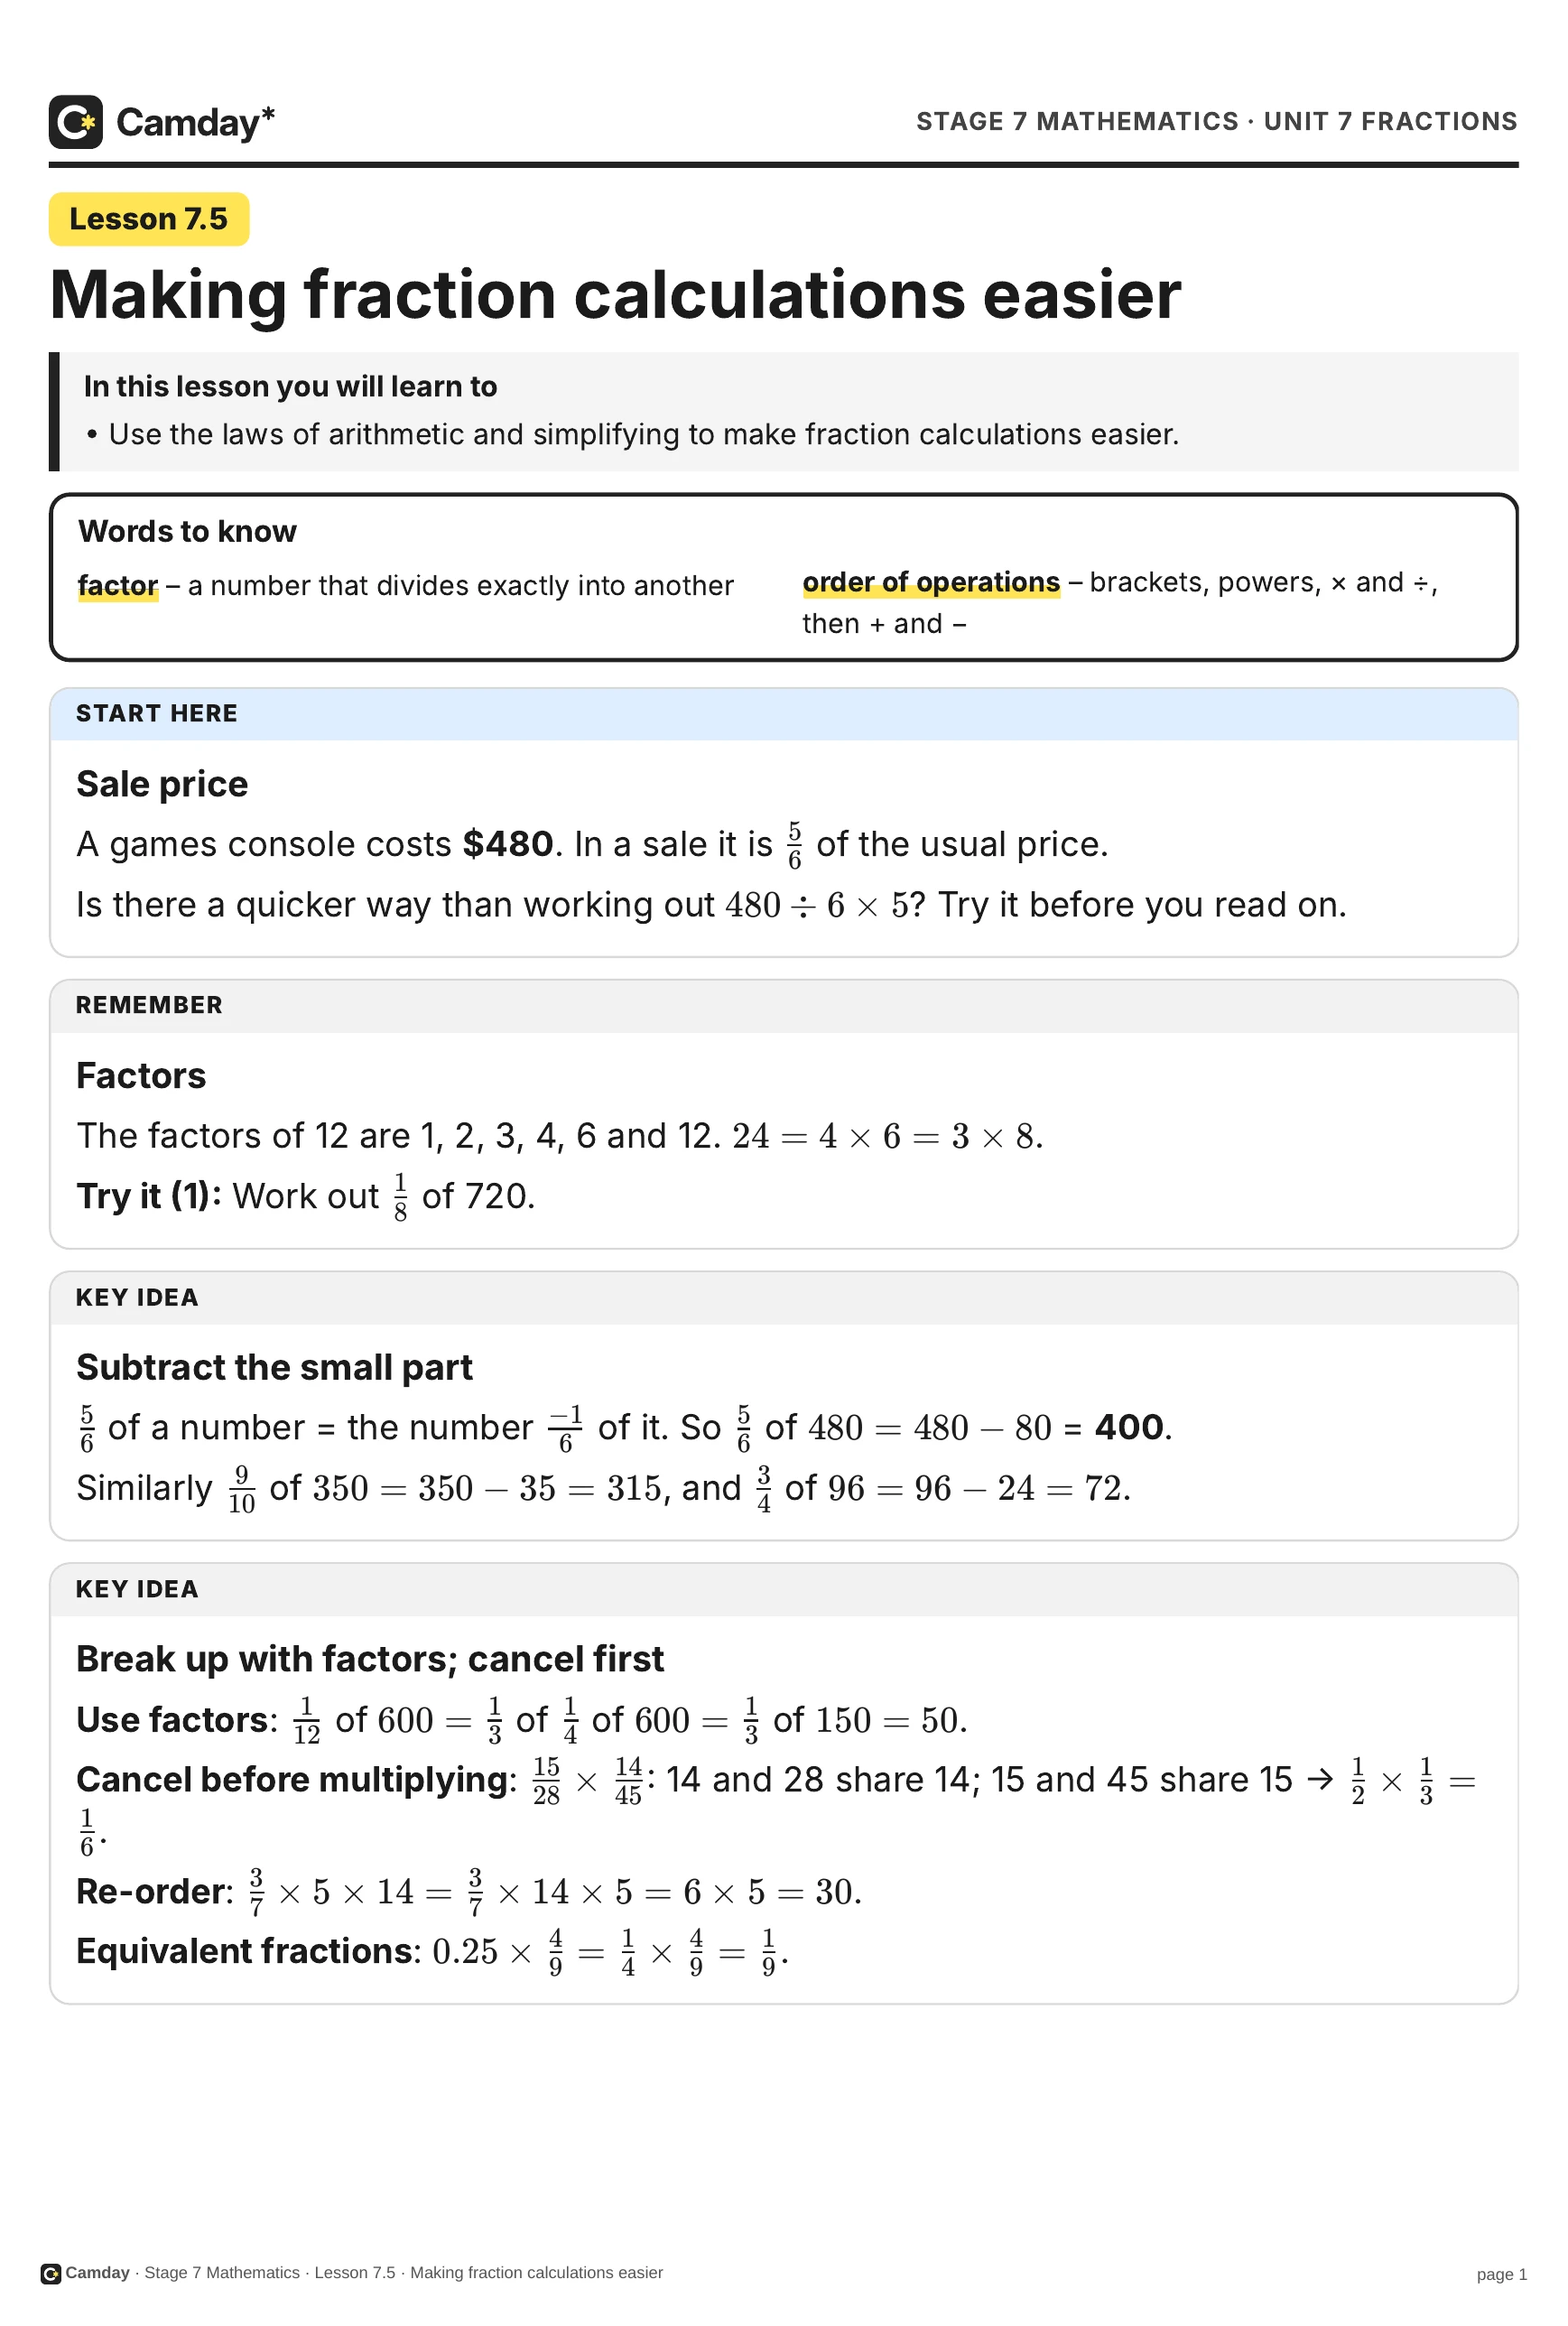 Camday*
STAGE 7 MATHEMATICS · UNIT 7 FRACTIONS
Lesson 7.5
Making fraction calculations easier
In this lesson you will learn to
• Use the laws of arithmetic and simplifying to make fraction calculations easier.
Words to know
factor – a number that divides exactly into another
order of operations – brackets, powers, × and ÷,
then + and –
START HERE
Sale price
A games console costs $480. In a sale it is 5/6 of the usual price.
Is there a quicker way than working out 480 ÷ 6 × 5? Try it before you read on.
REMEMBER
Factors
The factors of 12 are 1, 2, 3, 4, 6 and 12. 24 = 4 × 6 = 3 × 8.
Try it (1): Work out 1/8 of 720.
KEY IDEA
Subtract the small part
5/6 of a number = the number −1/6 of it. So 5/6 of 480 = 480 − 80 = 400.
Similarly 9/10 of 350 = 350 − 35 = 315, and 3/4 of 96 = 96 − 24 = 72.
KEY IDEA
Break up with factors; cancel first
Use factors: 1/12 of 600 = 1/3 of 1/4 of 600 = 1/3 of 150 = 50.
Cancel before multiplying: 15/28 × 14/45: 14 and 28 share 14; 15 and 45 share 15 → 1/2 × 1/3 =
1/6.
Re-order: 3/7 × 5 × 14 = 3/7 × 14 × 5 = 6 × 5 = 30.
Equivalent fractions: 0.25 × 4/9 = 1/4 × 4/9 = 1/9.
Camday · Stage 7 Mathematics · Lesson 7.5 · Making fraction calculations easier
page 1